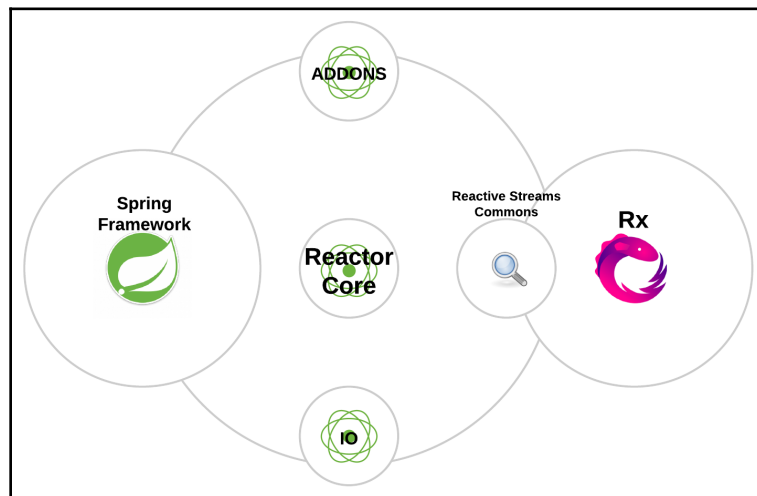 ADDONS
Spring
Framework
Reactor
Core
Reactive Streams
Commons
Rx
IO